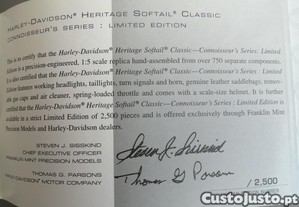 HARLEY-DAVIDSON® HERITAGE SOFTAIL® CLASSIC
CONNOISSEUR'S SERIES : LIMITED EDITION
This is to certify that the Harley-Davidson® Heritage Softail® Classic—Connoisseur's Series : Limited
Edition is a precision-engineered, 1:5 scale replica hand-assembled from over 750 separate components.
It is also certified that the Harley-Davidson® Heritage Softail® Classic—Connoisseur's Series : Limited
Edition features working headlights, taillights, turn signals and horn, genuine leather saddlebags, removable
gas cap and air cleaner, spring-loaded throttle and comes with a scale-size helmet. It is further
certified that the Harley-Davidson® Heritage Softail® Classic—Connoisseur's Series : Limited Edition is
available in a strict Limited Edition of 2,500 pieces and is offered exclusively through Franklin Mint
Precision Models and Harley-Davidson dealers.
STEVEN J. SISSKIND
CHIEF EXECUTIVE OFFICER
FRANKLIN MINT PRECISION MODELS
THOMAS G. PARSONS
HARLEY-DAVIDSON® MOTOR COMPANY
/ 2,500
CustoJusto.pt